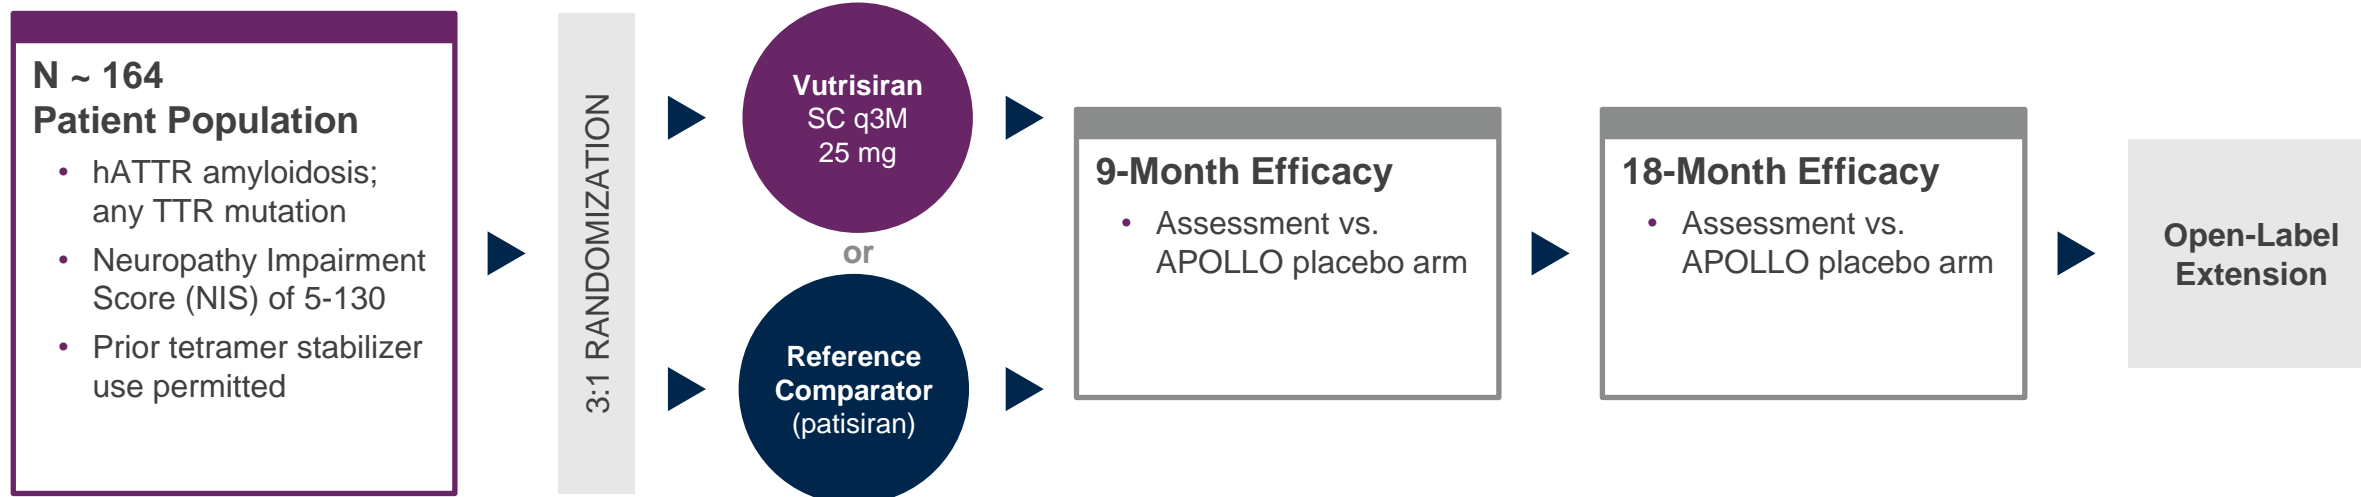 N ~ 164
Patient Population
• hATTR amyloidosis;
any TTR mutation
• Neuropathy Impairment
Score (NIS) of 5-130
• Prior tetramer stabilizer
use permitted
3:1 RANDOMIZATION
Vutrisiran
SC q3M
25 mg
or
Reference
Comparator
(patisiran)
9-Month Efficacy
• Assessment vs.
APOLLO placebo arm
18-Month Efficacy
• Assessment vs.
APOLLO placebo arm
Open-Label
Extension